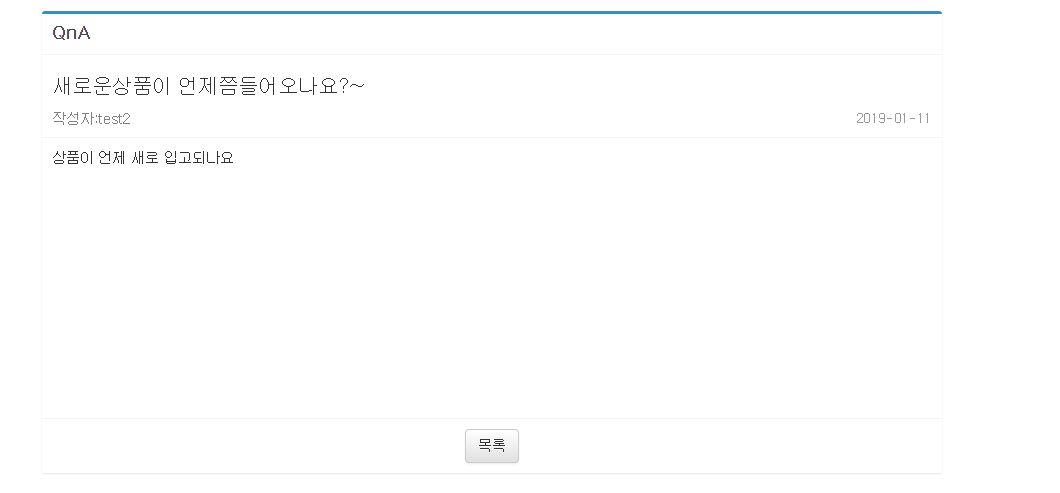 QnA
새로운상품이 언제쯤들어오나요?~
작성자:test2
2019-01-11
상품이 언제 새로 입고되나요
목록